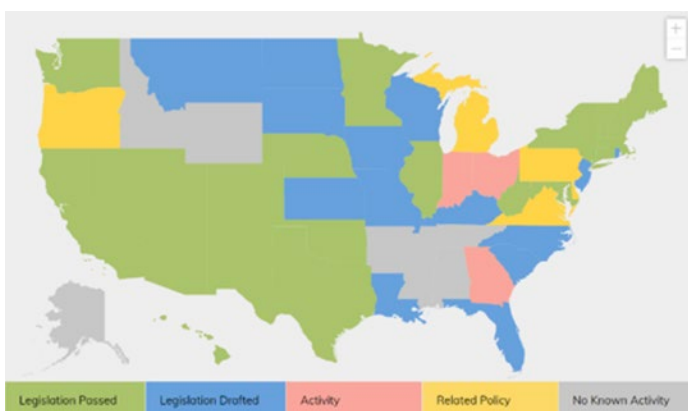 +
−
Legislation Passed
Legislation Drafted
Activity
Related Policy
No Known Activity